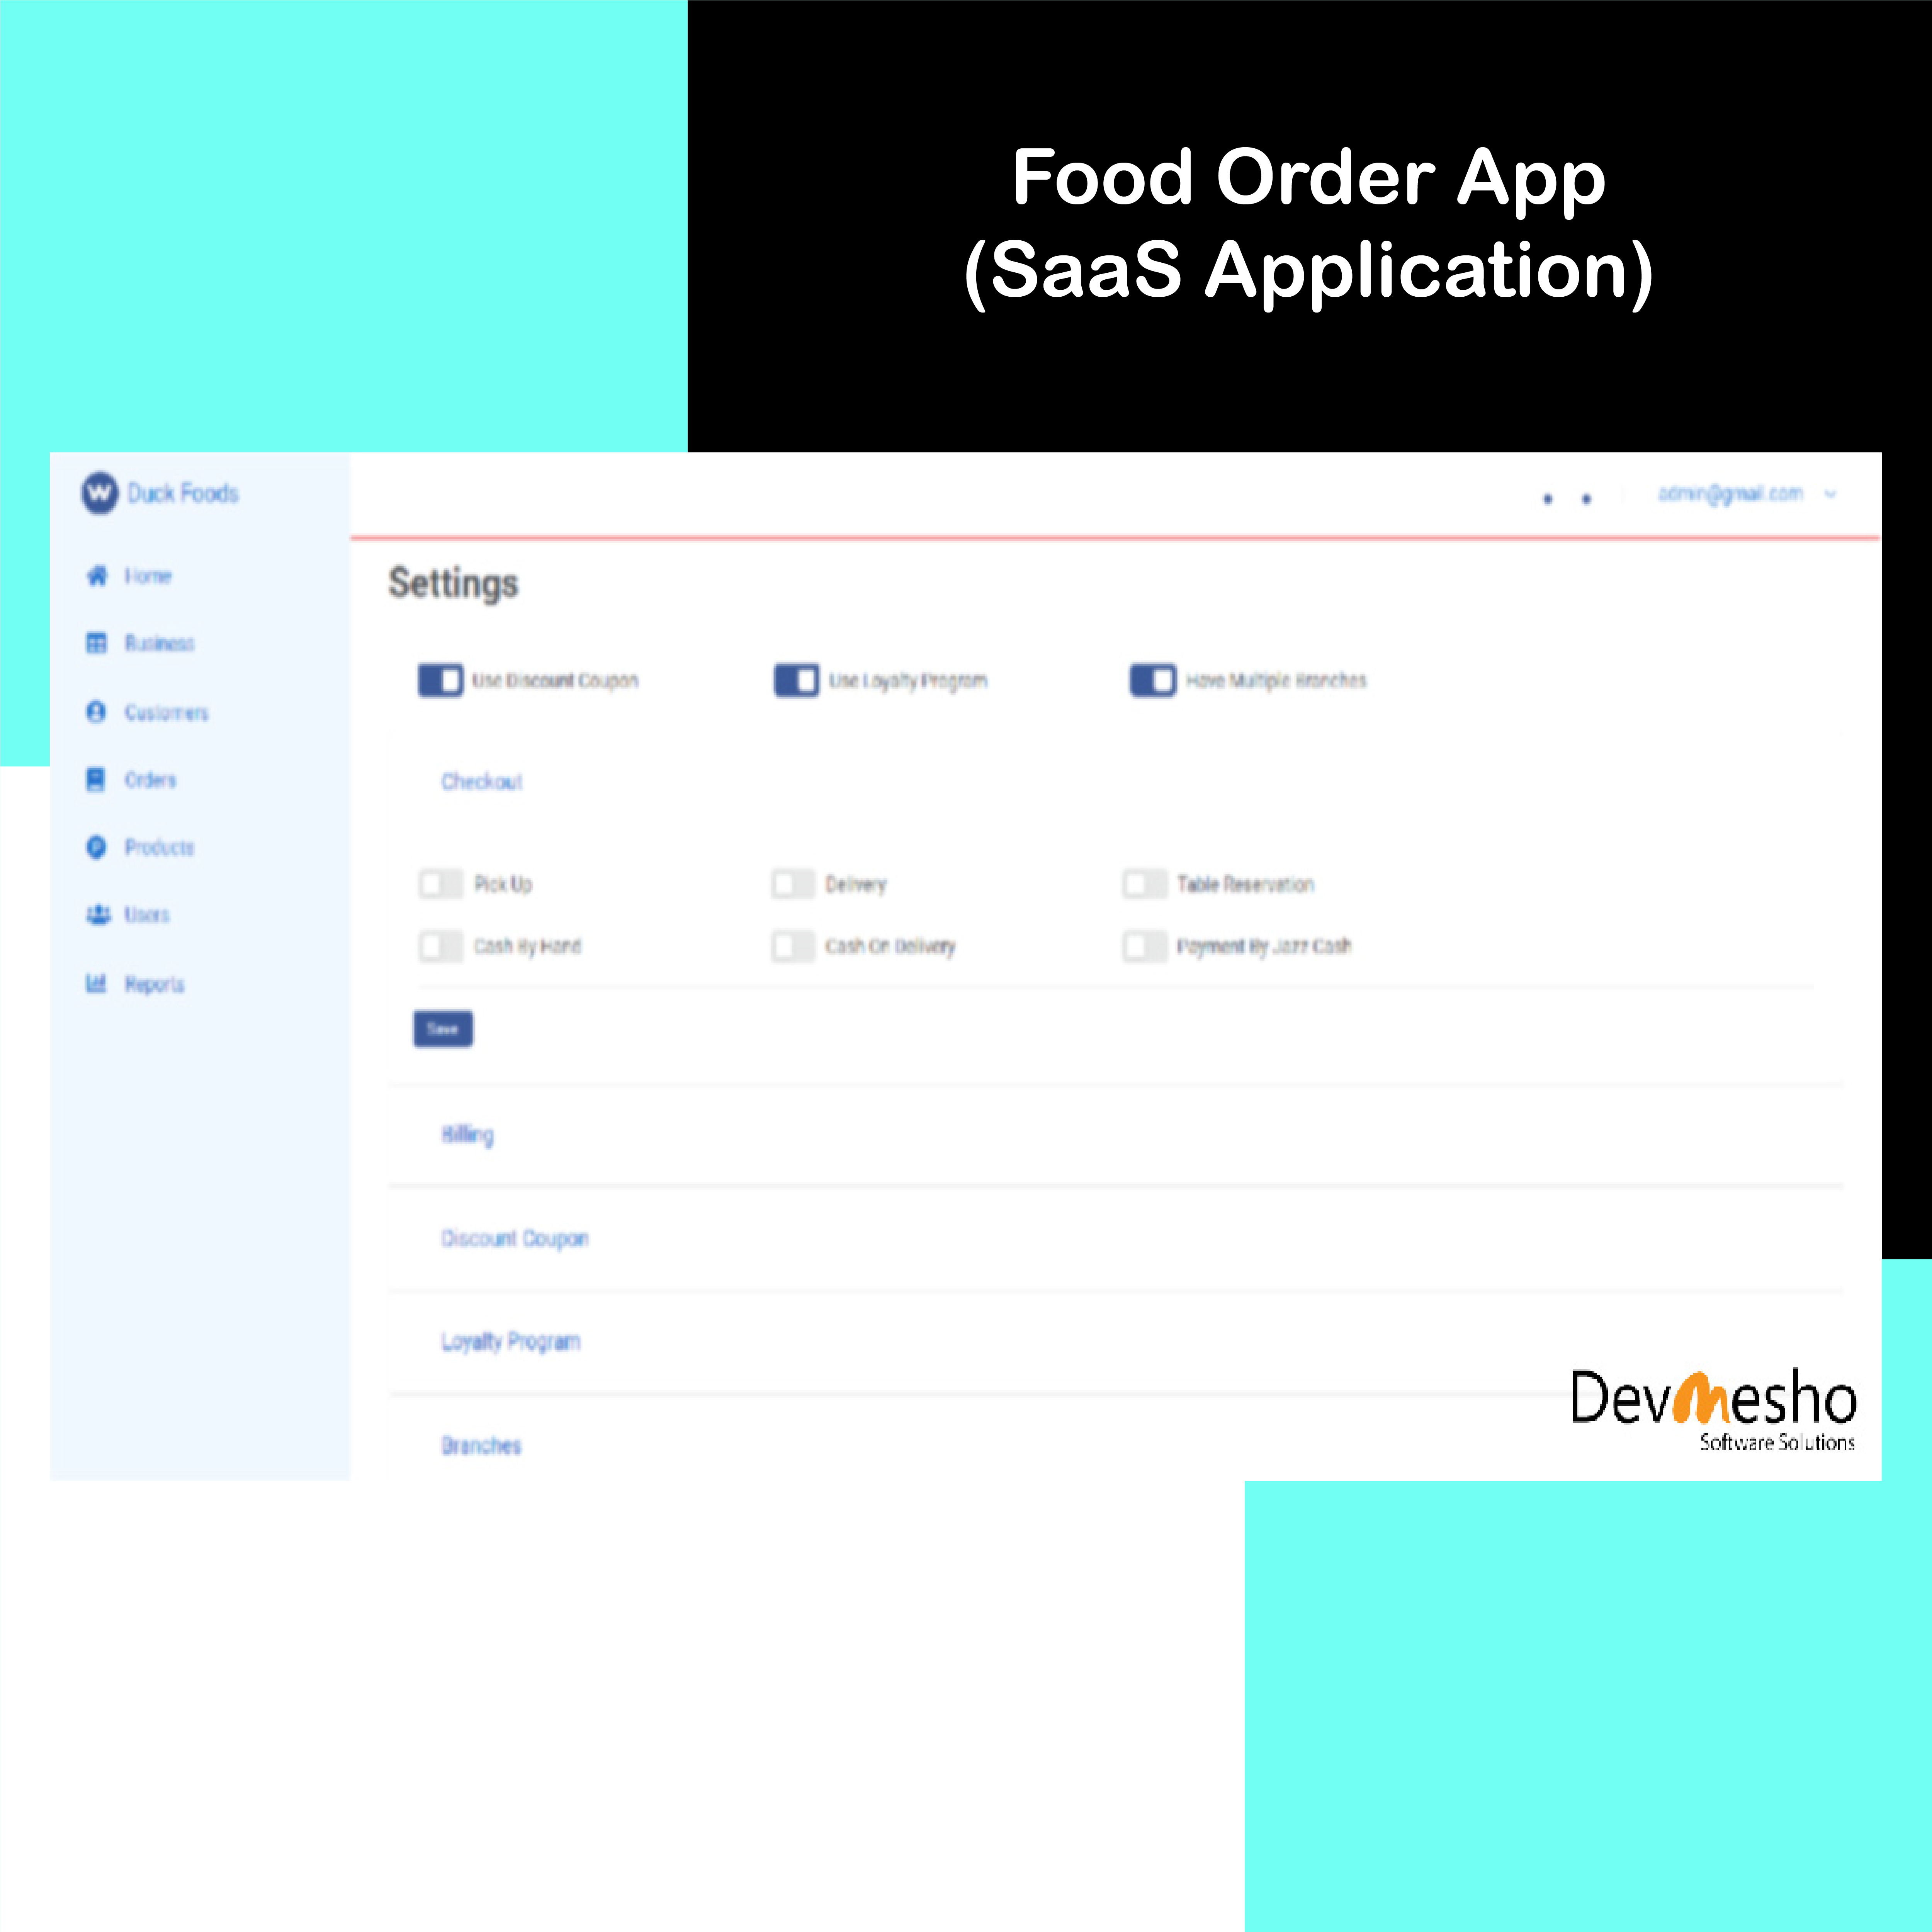 Food Order App
(SaaS Application)
Duck Foods
admin@gmail.com
Home
Business
Customers
Orders
Products
Users
Reports
Settings
Use Discount Coupon
Use Loyalty Program
Have Multiple Branches
Checkout
Pick Up
Delivery
Table Reservation
Cash By Hand
Cash On Delivery
Payment By Jazz Cash
Save
Billing
Discount Coupon
Loyalty Program
Branches
DevMesho
Software Solutions